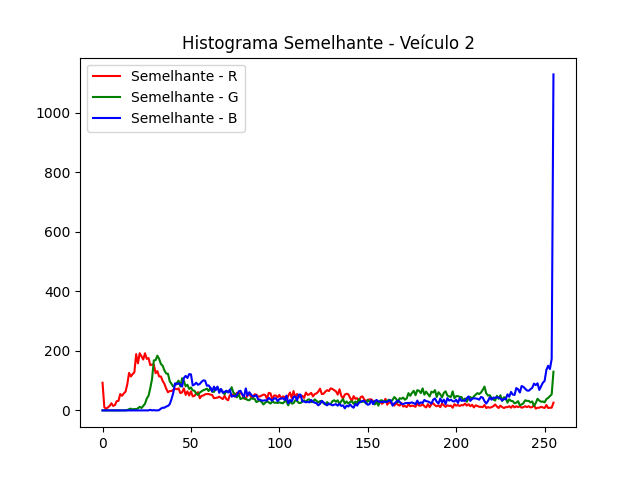 Histograma Semelhante - Veículo 2
Semelhante - R
Semelhante - G
Semelhante - B
1000
800
600
400
200
0
0 50 100 150 200 250